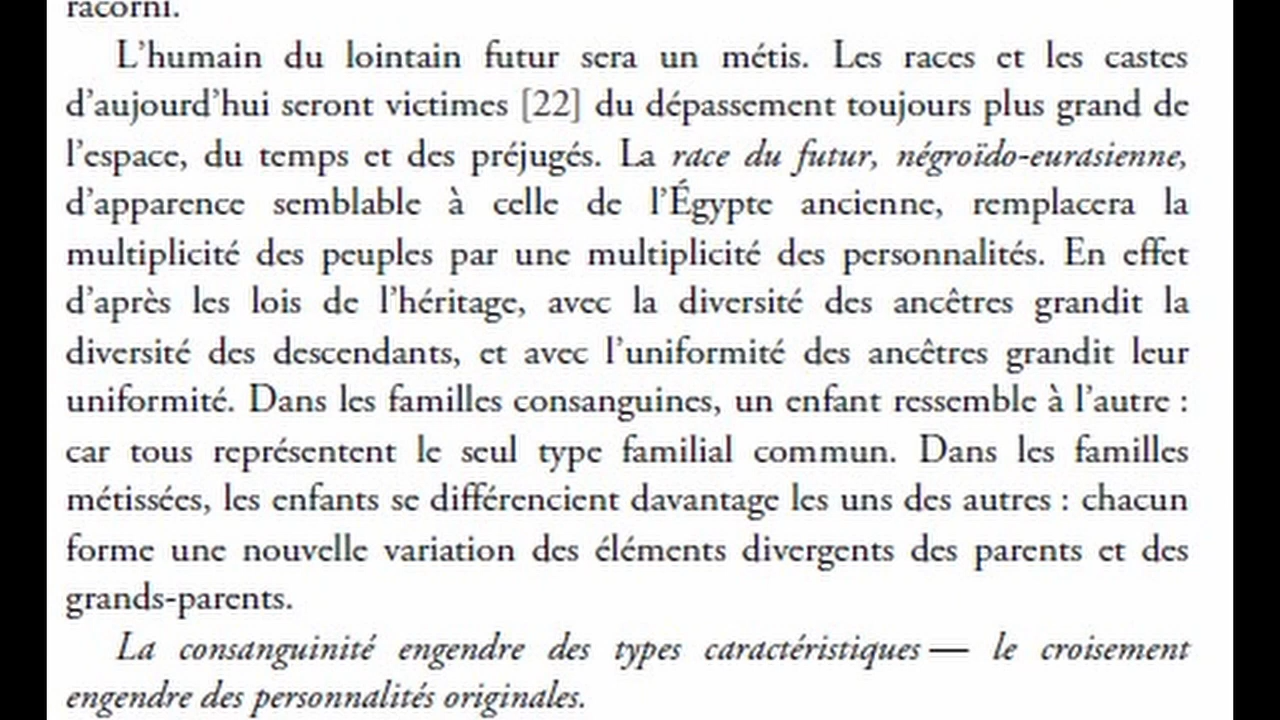 racorni.
L’humain du lointain futur sera un métis. Les races et les castes
d’aujourd’hui seront victimes [22] du dépassement toujours plus grand de
l’espace, du temps et des préjugés. La race du futur, négroïdo-eurasienne,
d’apparence semblable à celle de l’Égypte ancienne, remplacera la
multiplicité des peuples par une multiplicité des personnalités. En effet
d’après les lois de l’héritage, avec la diversité des ancêtres grandit la
diversité des descendants, et avec l’uniformité des ancêtres grandit leur
uniformité. Dans les familles consanguines, un enfant ressemble à l’autre :
car tous représentent le seul type familial commun. Dans les familles
métissées, les enfants se différencient davantage les uns des autres : chacun
forme une nouvelle variation des éléments divergents des parents et des
grands-parents.
La consanguinité engendre des types caractéristiques — le croisement
engendre des personnalités originales.